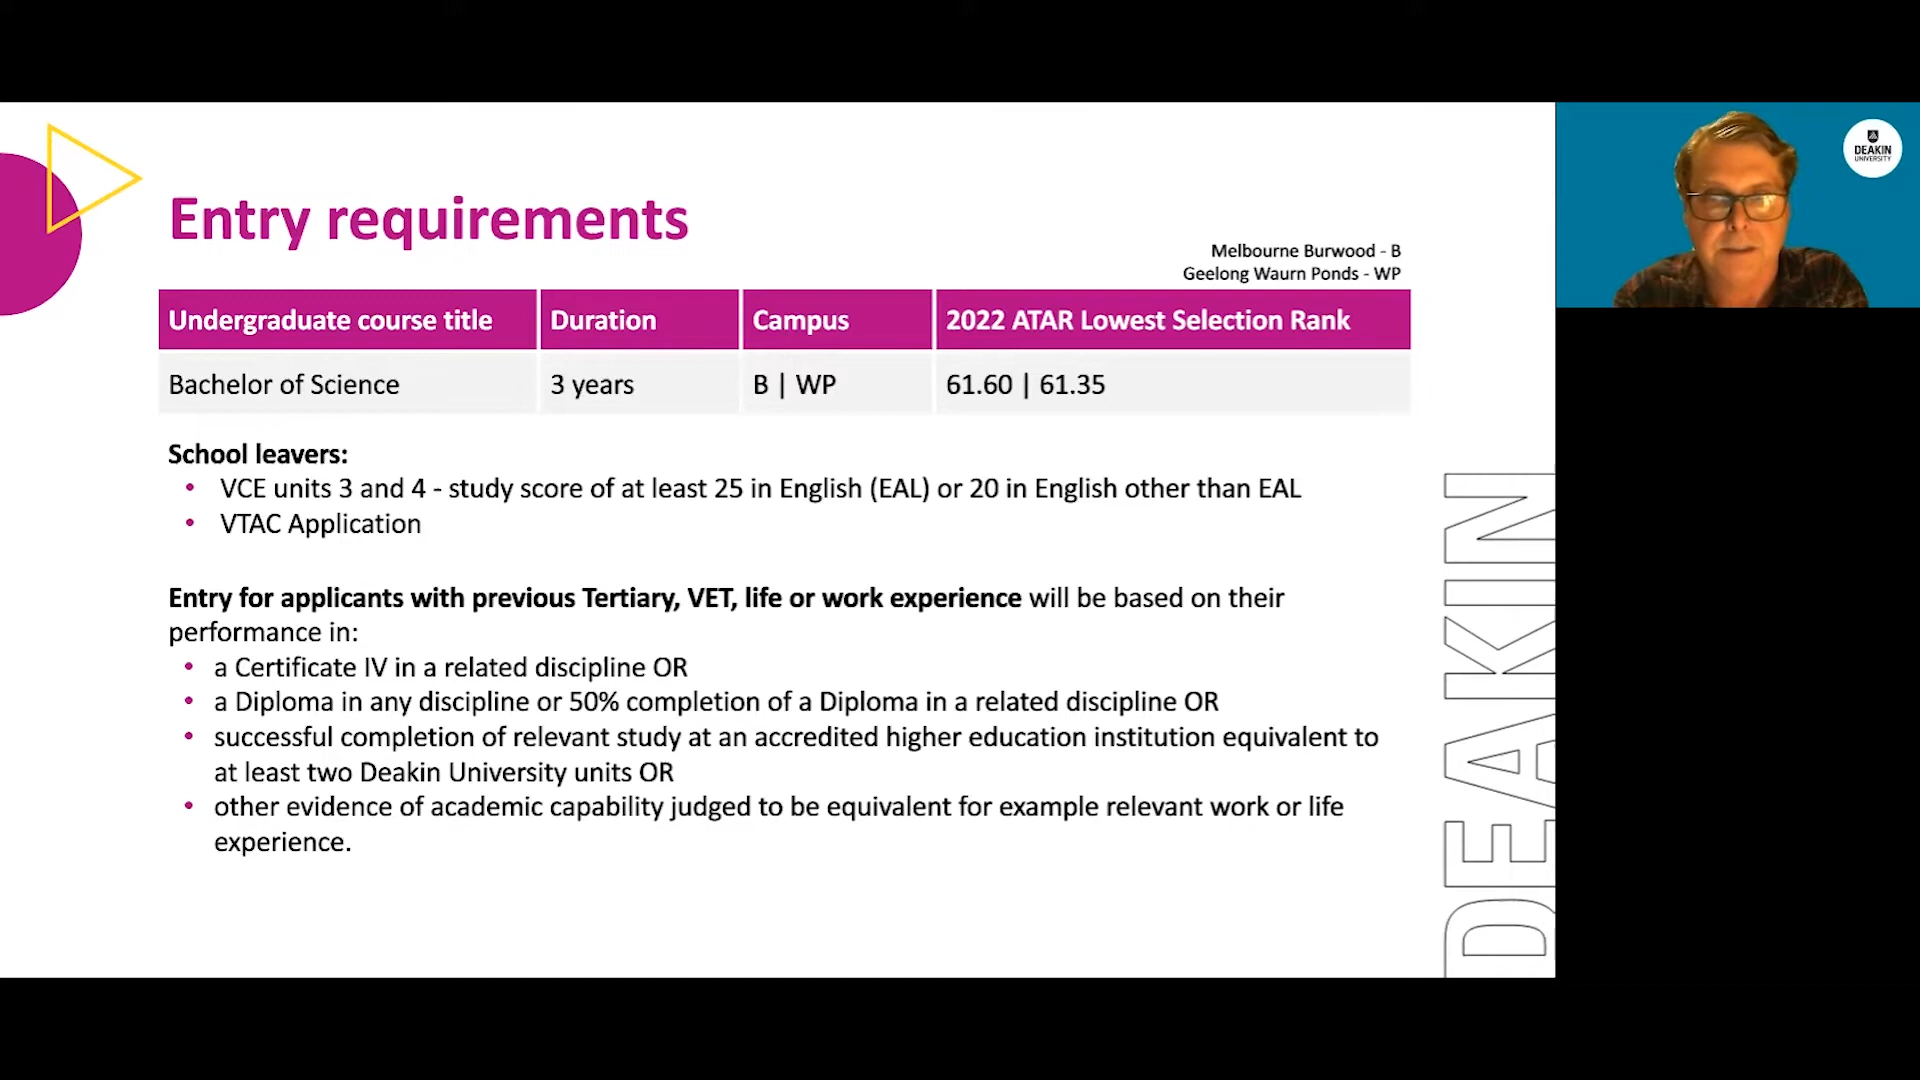 Entry requirements
Melbourne Burwood - B
Geelong Waurn Ponds - WP
Undergraduate course title Duration Campus 2022 ATAR Lowest Selection Rank
Bachelor of Science 3 years B | WP 61.60 | 61.35
School leavers:
• VCE units 3 and 4 - study score of at least 25 in English (EAL) or 20 in English other than EAL
• VTAC Application
Entry for applicants with previous Tertiary, VET, life or work experience will be based on their
performance in:
• a Certificate IV in a related discipline OR
• a Diploma in any discipline or 50% completion of a Diploma in a related discipline OR
• successful completion of relevant study at an accredited higher education institution equivalent to
at least two Deakin University units OR
• other evidence of academic capability judged to be equivalent for example relevant work or life
experience.
DEAKIN
DEAKIN
UNIVERSITY